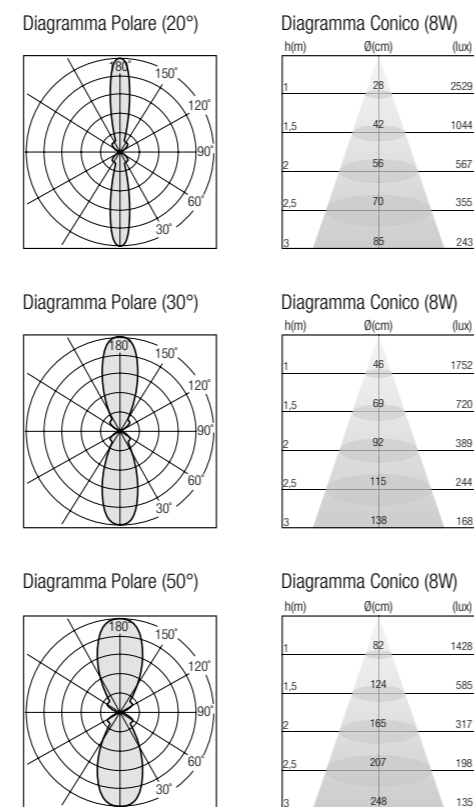 Diagramma Polare (20°)
180°
150°
120°
90°
60°
30°
Diagramma Conico (8W)
h(m) Ø(cm) (lux)
1 28 2529
1,5 42 1044
2 56 567
2,5 70 355
3 85 243
Diagramma Polare (30°)
180°
150°
120°
90°
60°
30°
Diagramma Conico (8W)
h(m) Ø(cm) (lux)
1 46 1752
1,5 69 720
2 92 389
2,5 115 244
3 138 168
Diagramma Polare (50°)
180°
150°
120°
90°
60°
30°
Diagramma Conico (8W)
h(m) Ø(cm) (lux)
1 82 1428
1,5 124 585
2 165 317
2,5 207 198
3 248 135